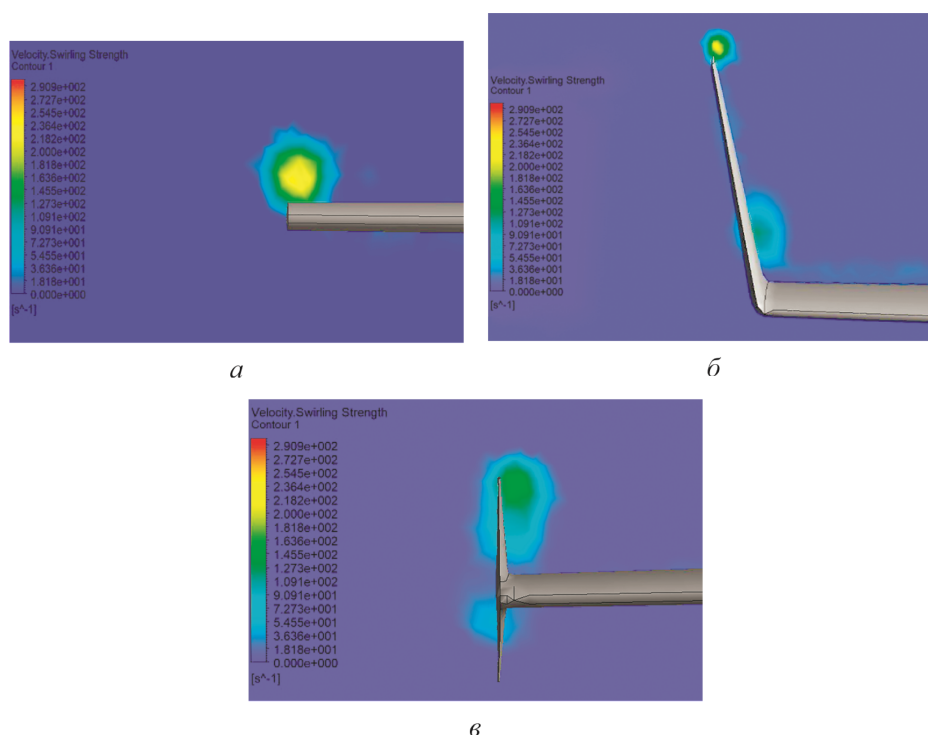 Velocity.Swirling Strength
Contour 1
2.909e+002
2.727e+002
2.545e+002
2.364e+002
2.182e+002
2.000e+002
1.818e+002
1.636e+002
1.455e+002
1.273e+002
1.091e+002
9.091e+001
7.273e+001
5.455e+001
3.636e+001
1.818e+001
0.000e+000
[s^-1]
а
Velocity.Swirling Strength
Contour 1
2.909e+002
2.727e+002
2.545e+002
2.364e+002
2.182e+002
2.000e+002
1.818e+002
1.636e+002
1.455e+002
1.273e+002
1.091e+002
9.091e+001
7.273e+001
5.455e+001
3.636e+001
1.818e+001
0.000e+000
[s^-1]
б
Velocity.Swirling Strength
Contour 1
2.909e+002
2.727e+002
2.545e+002
2.364e+002
2.182e+002
2.000e+002
1.818e+002
1.636e+002
1.455e+002
1.273e+002
1.091e+002
9.091e+001
7.273e+001
5.455e+001
3.636e+001
1.818e+001
0.000e+000
[s^-1]
в